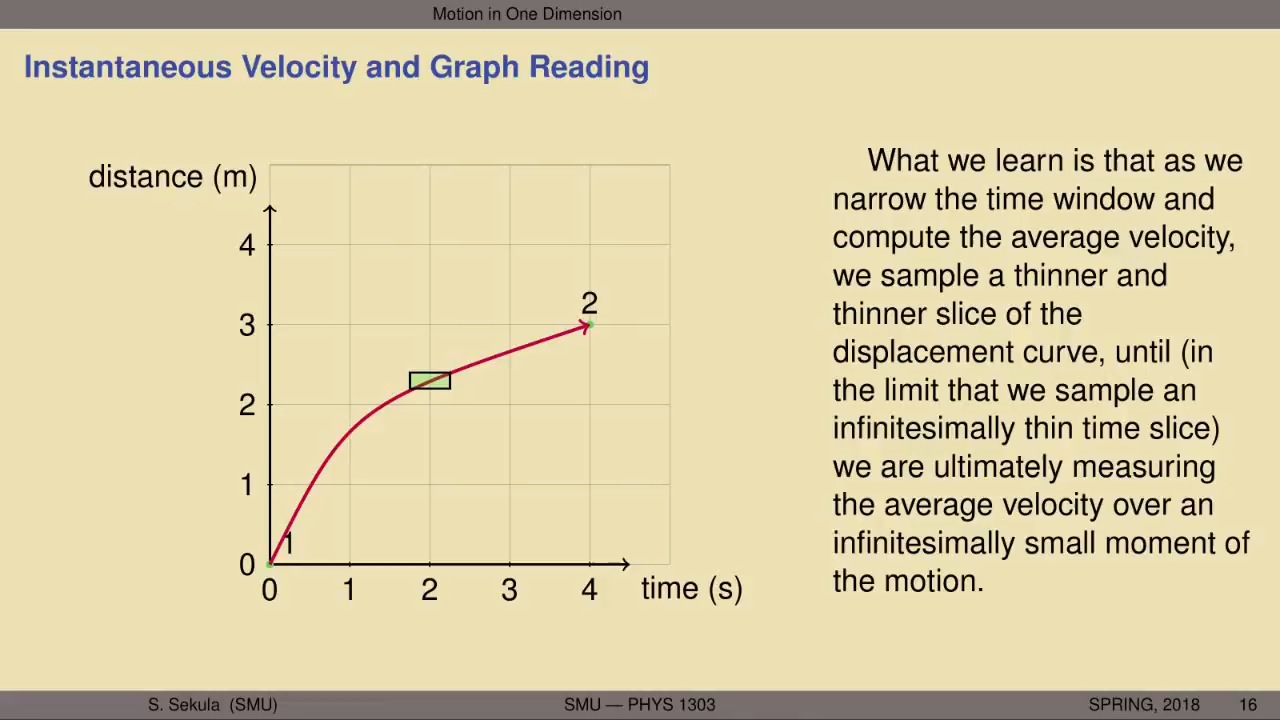 Motion in One Dimension
Instantaneous Velocity and Graph Reading
distance (m)
4
3
2
1
0
2
1
0 1 2 3 4 time (s)
What we learn is that as we
narrow the time window and
compute the average velocity,
we sample a thinner and
thinner slice of the
displacement curve, until (in
the limit that we sample an
infinitesimally thin time slice)
we are ultimately measuring
the average velocity over an
infinitesimally small moment of
the motion.
S. Sekula (SMU) SMU — PHYS 1303 SPRING, 2018 16